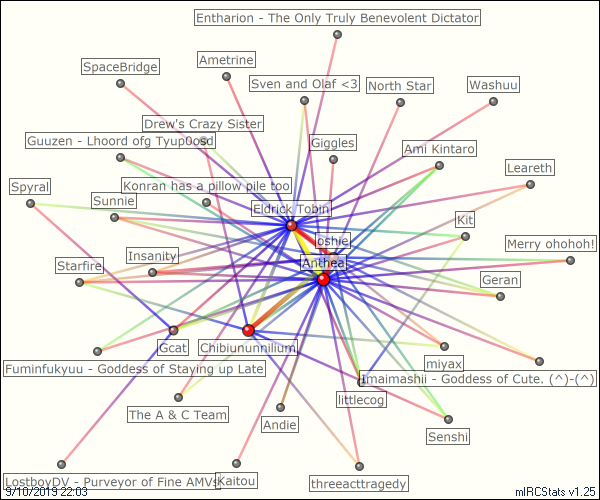 Entharion - The Only Truly Benevolent Dictator
Ametrine
SpaceBridge
Sven and Olaf <3
North Star
Washuu
Drew's Crazy Sister
Guuzen - Lhoord ofg Tyup0osd
Giggles
Ami Kintaro
Leareth
Spyral
Konran has a pillow pile too
Sunnie
Eldrick Tobin
Kit
oshie
Merry ohohoh!
Insanity
Anthea
Starfire
Geran
Gcat
Chibiununnilium
miyax
Fuminfukyuu - Goddess of Staying up Late
Imaimashii - Goddess of Cute. (^)-(^)
littlecog
The A & C Team
Andie
Senshi
LostboyDV - Purveyor of Fine AMVs
Kaitou
threeacttragedy
9/10/2019 22:03
mIRCStats v1.25